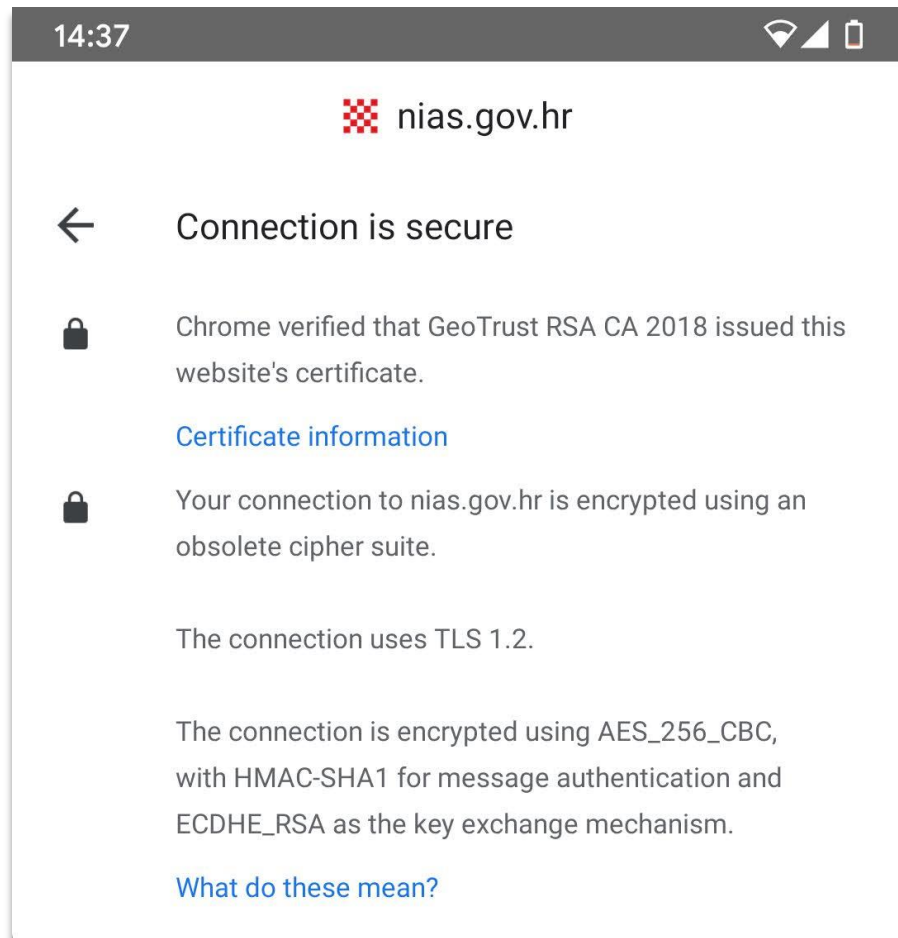 14:37
nias.gov.hr
Connection is secure
Chrome verified that GeoTrust RSA CA 2018 issued this
website's certificate.
Certificate information
Your connection to nias.gov.hr is encrypted using an
obsolete cipher suite.
The connection uses TLS 1.2.
The connection is encrypted using AES_256_CBC,
with HMAC-SHA1 for message authentication and
ECDHE_RSA as the key exchange mechanism.
What do these mean?